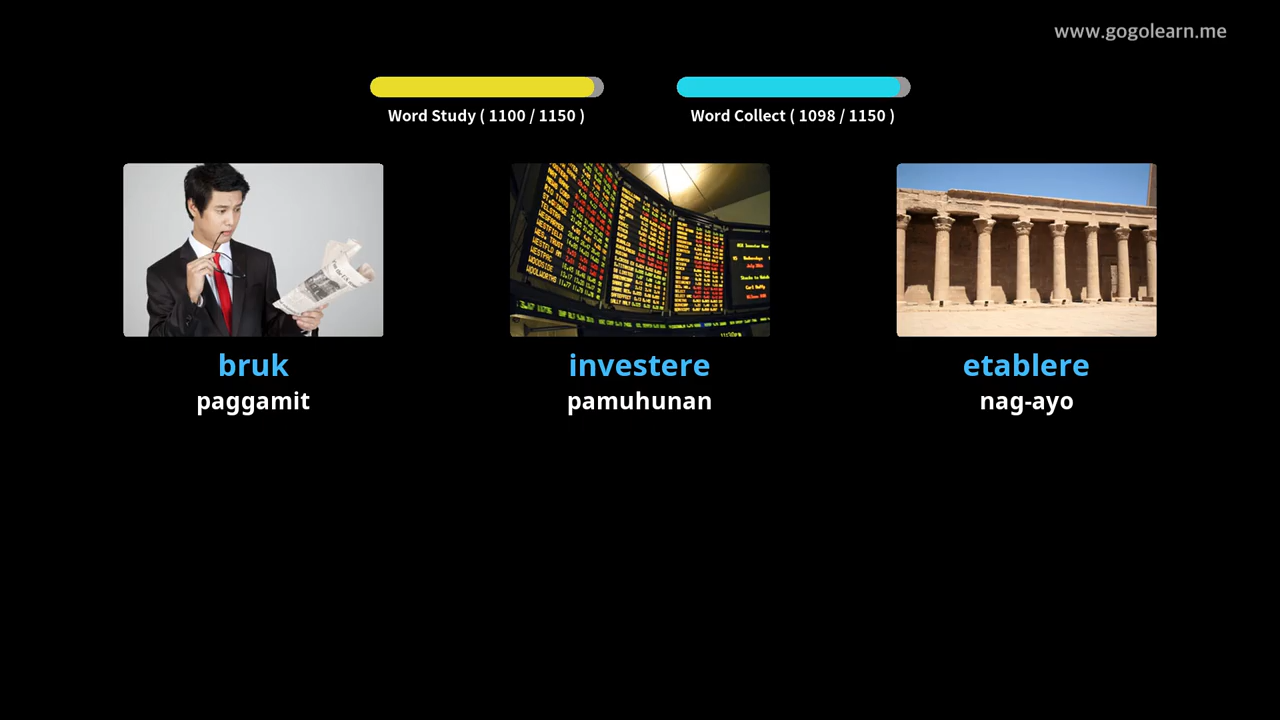 www.gogolearn.me
Word Study ( 1100 / 1150 )
Word Collect ( 1098 / 1150 )
bruk
paggamit
investere
pamuhunan
etablere
nag-ayo